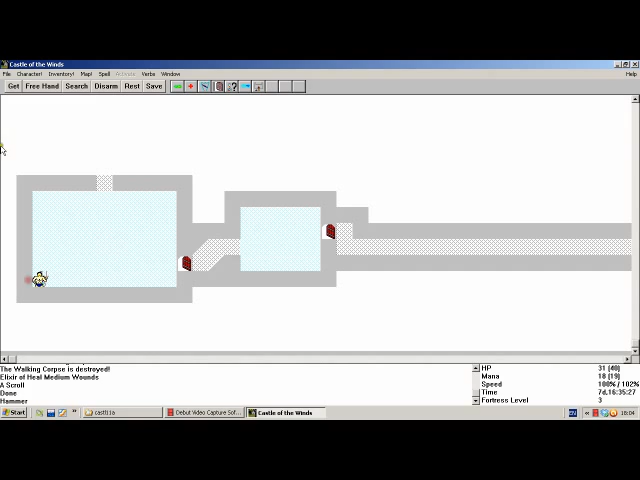 Castle of the Winds
File Character! Inventory! Map! Spell Activate Verbs Window Help
Get Free Hand Search Disarm Rest Save
The Walking Corpse is destroyed!
Elixir of Heal Medium Wounds
A Scroll
Done
Hammer
HP 31 (40)
Mana 18 (19)
Speed 100% / 102%
Time 7d,16:35:27
Fortress Level 3
Start castl1a Debut Video Capture Sof... Castle of the Winds 18:04